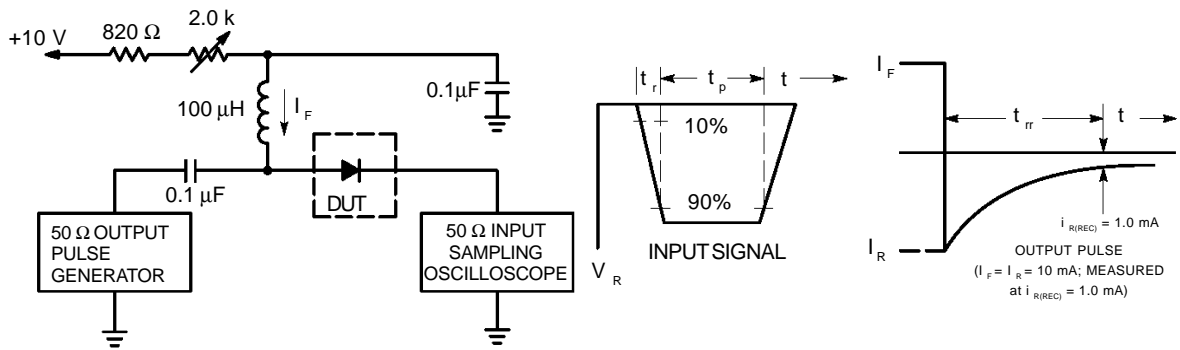 +10 V
820 Ω
2.0 k
100 µH
I F
0.1µF
0.1 µF
DUT
50 Ω OUTPUT
PULSE
GENERATOR
50 Ω INPUT
SAMPLING
OSCILLOSCOPE
t r
t p
t
10%
90%
V R
INPUT SIGNAL
I F
t rr
t
I R
i R(REC) = 1.0 mA
OUTPUT PULSE
(I F = I R = 10 mA; MEASURED
at i R(REC) = 1.0 mA)